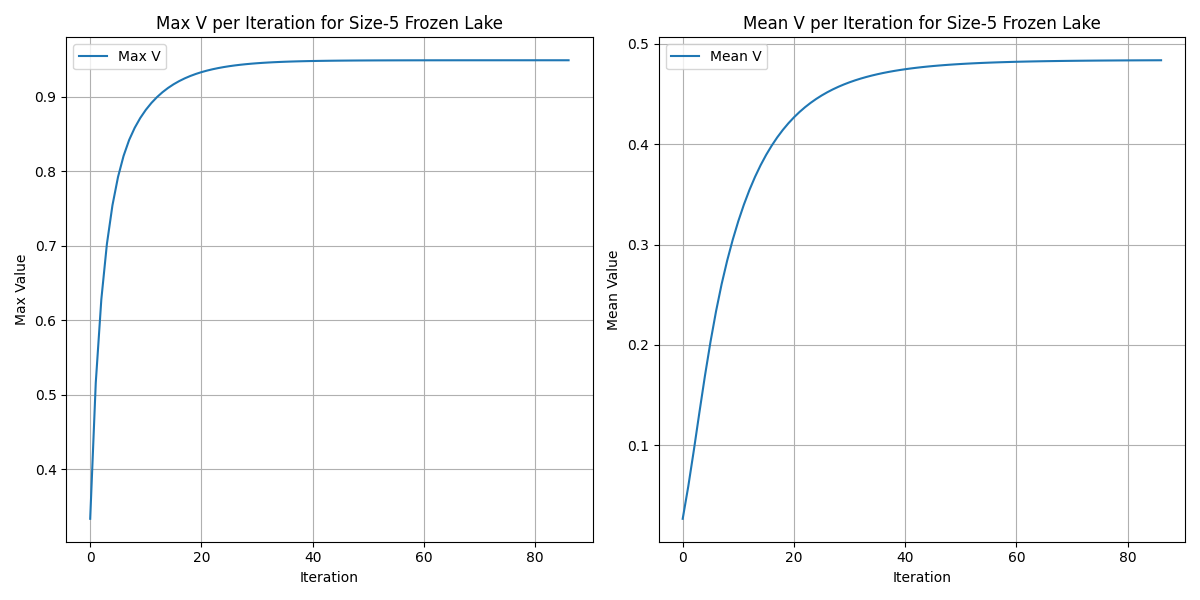 Max V per Iteration for Size-5 Frozen Lake
Max V
Max Value
0.9
0.8
0.7
0.6
0.5
0.4
0
20
40
60
80
Iteration
Mean V per Iteration for Size-5 Frozen Lake
Mean V
Mean Value
0.5
0.4
0.3
0.2
0.1
0
20
40
60
80
Iteration